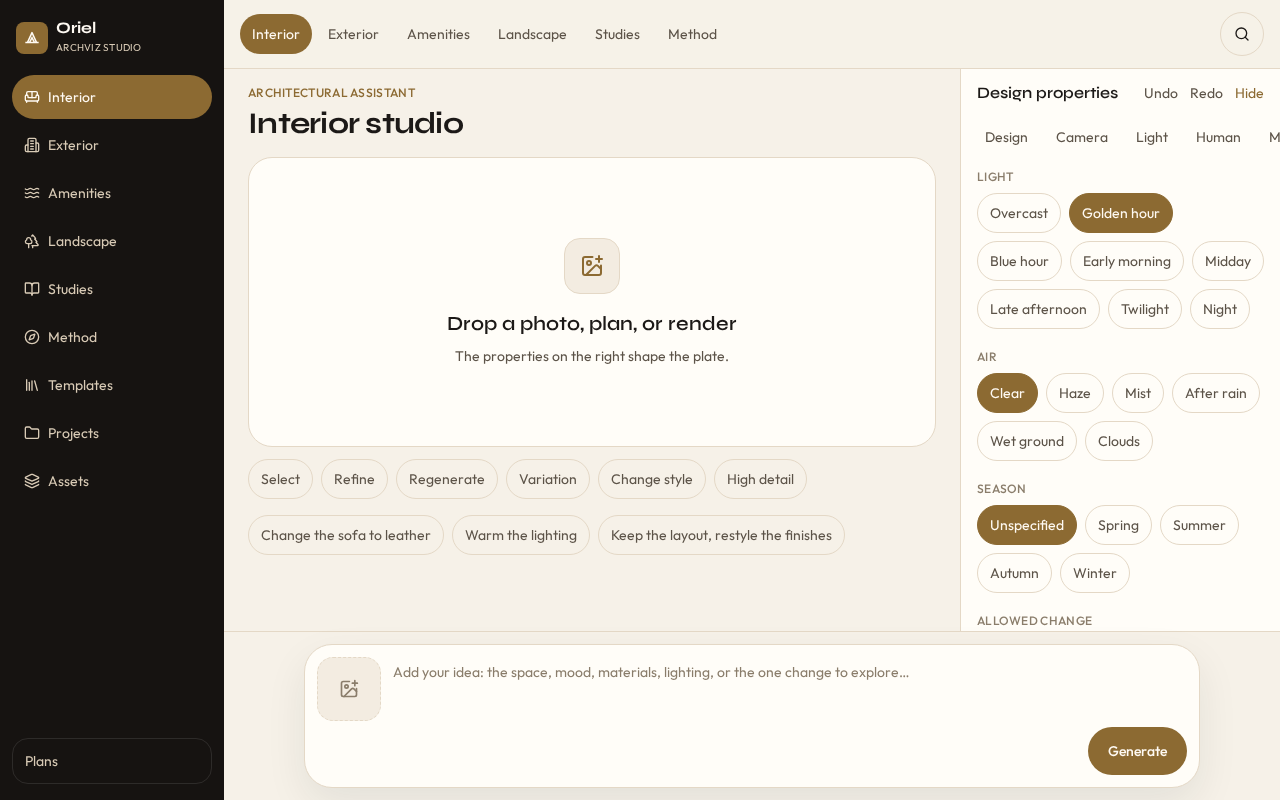 Oriel
ARCHVIZ STUDIO
Interior
Exterior
Amenities
Landscape
Studies
Method
Templates
Projects
Assets
Plans
Interior Exterior Amenities Landscape Studies Method
ARCHITECTURAL ASSISTANT
Interior studio
Drop a photo, plan, or render
The properties on the right shape the plate.
Select Refine Regenerate Variation Change style High detail
Change the sofa to leather Warm the lighting Keep the layout, restyle the finishes
Design properties Undo Redo Hide
Design Camera Light Human M
LIGHT
Overcast Golden hour
Blue hour Early morning Midday
Late afternoon Twilight Night
AIR
Clear Haze Mist After rain
Wet ground Clouds
SEASON
Unspecified Spring Summer
Autumn Winter
ALLOWED CHANGE
Add your idea: the space, mood, materials, lighting, or the one change to explore…
Generate